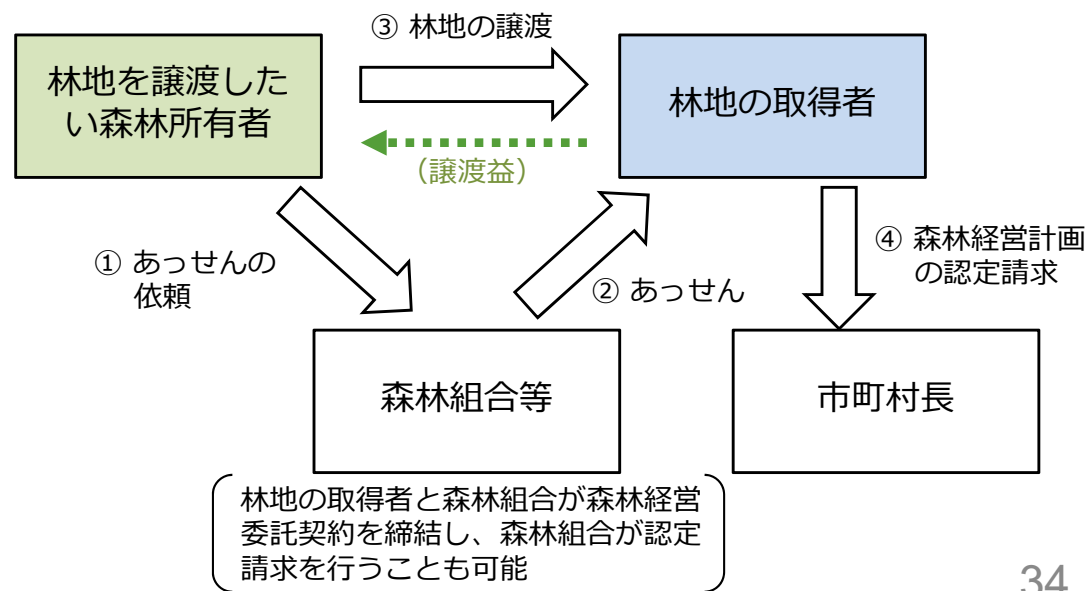 ③ 林地の譲渡
林地を譲渡した
い森林所有者
林地の取得者
（譲渡益）
① あっせんの
依頼
② あっせん
④ 森林経営計画
の認定請求
森林組合等
市町村長
林地の取得者と森林組合が森林経営
委託契約を締結し、森林組合が認定
請求を行うことも可能
34